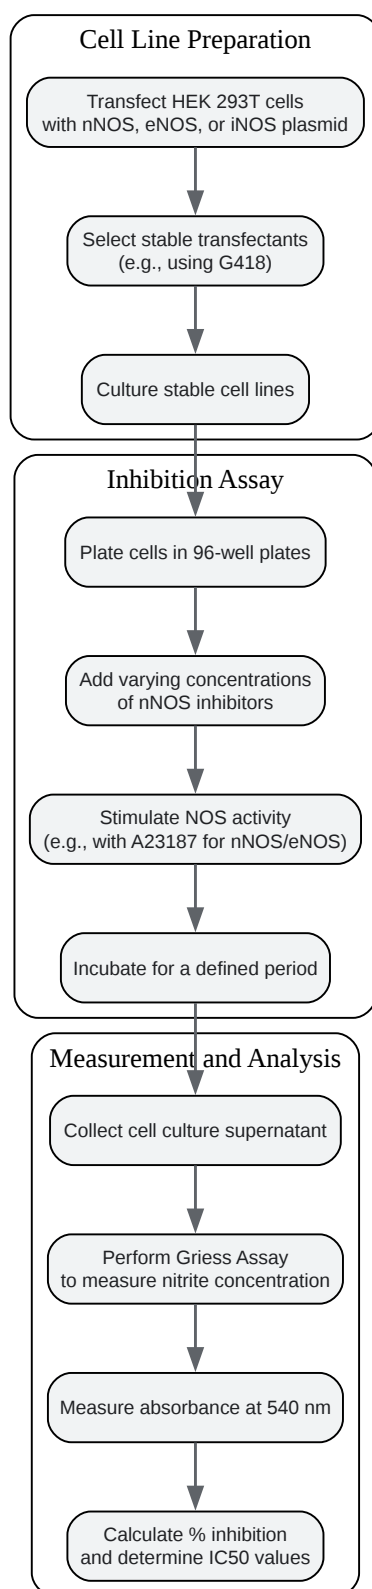 Cell Line Preparation
Transfect HEK 293T cells
with nNOS, eNOS, or iNOS plasmid
Select stable transfectants
(e.g., using G418)
Culture stable cell lines
Inhibition Assay
Plate cells in 96-well plates
Add varying concentrations
of nNOS inhibitors
Stimulate NOS activity
(e.g., with A23187 for nNOS/eNOS)
Incubate for a defined period
Measurement and Analysis
Collect cell culture supernatant
Perform Griess Assay
to measure nitrite concentration
Measure absorbance at 540 nm
Calculate % inhibition
and determine IC50 values